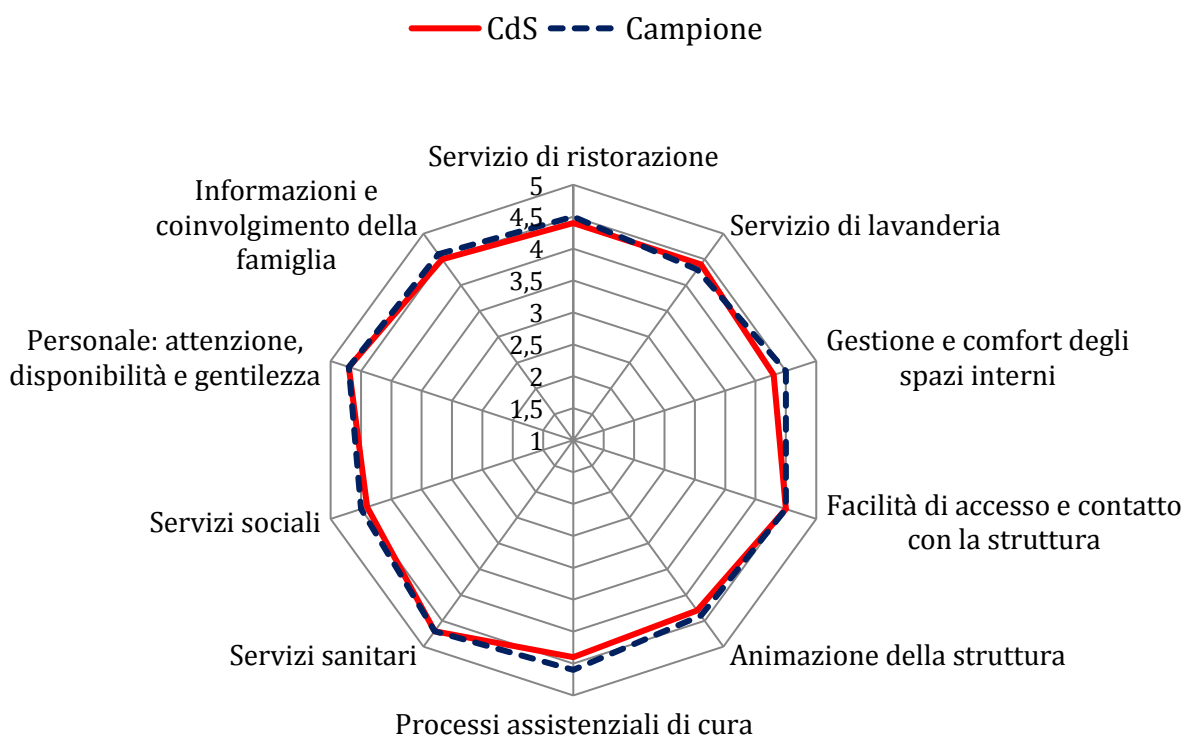 CdS Campione
Servizio di ristorazione
Informazioni e
coinvolgimento della
famiglia
Servizio di lavanderia
Personale: attenzione,
disponibilità e gentilezza
Gestione e comfort degli
spazi interni
5
4,5
4
3,5
3
2,5
2
1,5
1
Servizi sociali
Facilità di accesso e contatto
con la struttura
Servizi sanitari
Animazione della struttura
Processi assistenziali di cura